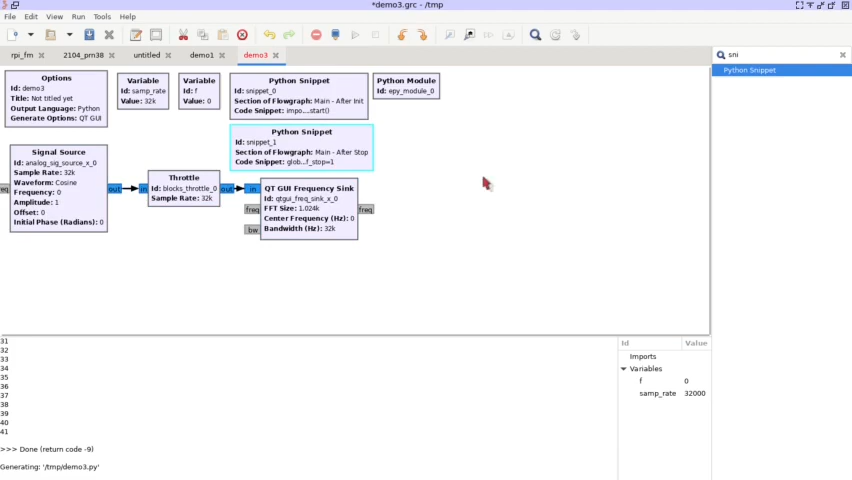 *demo3.grc - /tmp
File Edit View Run Tools Help
rpi_fm 2104_pm38 untitled demo1 demo3
sni
Python Snippet
Options
Id: demo3
Title: Not titled yet
Output Language: Python
Generate Options: QT GUI
Variable
Id: samp_rate
Value: 32k
Variable
Id: f
Value: 0
Python Snippet
Id: snippet_0
Section of Flowgraph: Main - After Init
Code Snippet: impo....start()
Python Module
Id: epy_module_0
Python Snippet
Id: snippet_1
Section of Flowgraph: Main - After Stop
Code Snippet: glob...f_stop=1
Signal Source
Id: analog_sig_source_x_0
Sample Rate: 32k
Waveform: Cosine
Frequency: 0
Amplitude: 1
Offset: 0
Initial Phase (Radians): 0
out
in
Throttle
Id: blocks_throttle_0
Sample Rate: 32k
out
in
freq
bw
QT GUI Frequency Sink
Id: qtgui_freq_sink_x_0
FFT Size: 1.024k
Center Frequency (Hz): 0
Bandwidth (Hz): 32k
freq
31
32
33
34
35
36
37
38
39
40
41
>>> Done (return code -9)
Generating: '/tmp/demo3.py'
Id Value
Imports
Variables
f 0
samp_rate 32000